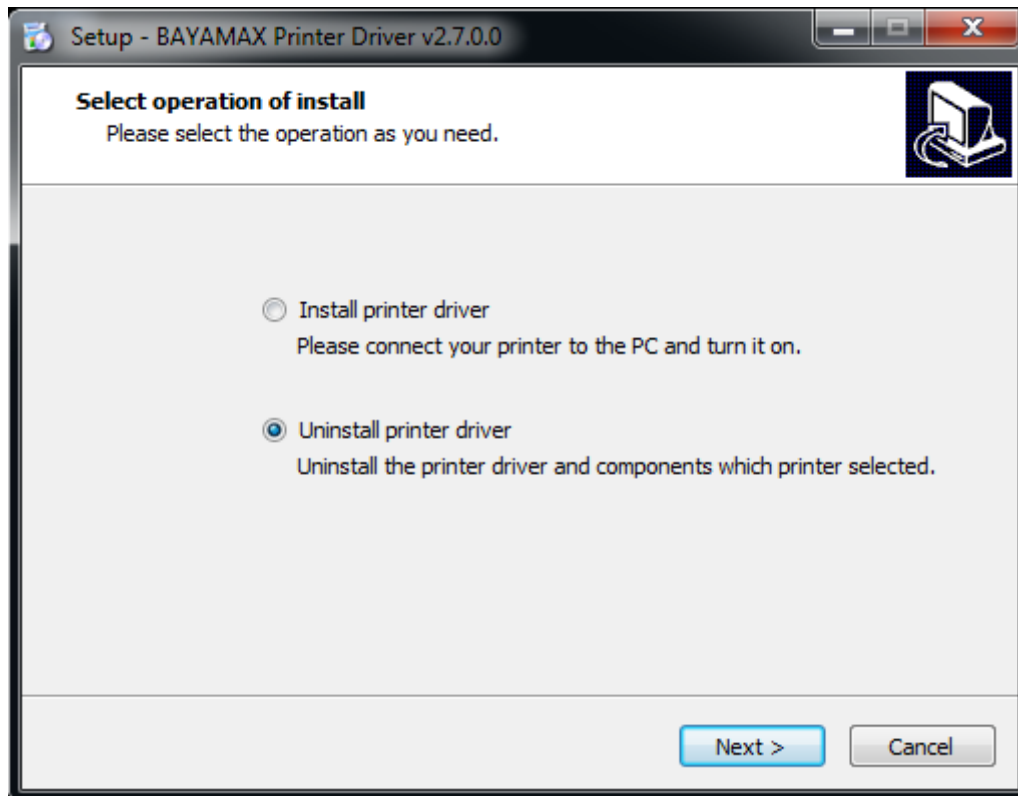 Setup - BAYAMAX Printer Driver v2.7.0.0
Select operation of install
Please select the operation as you need.
Install printer driver
Please connect your printer to the PC and turn it on.
Uninstall printer driver
Uninstall the printer driver and components which printer selected.
Next >
Cancel